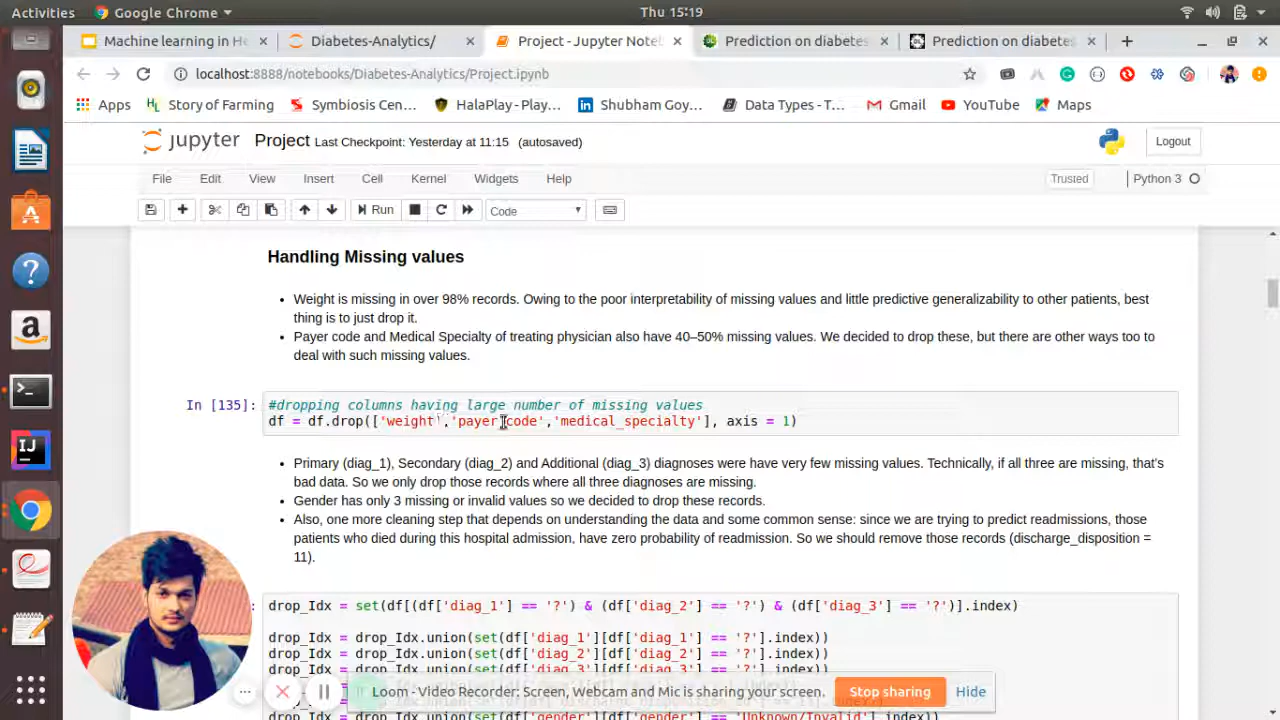 Activities Google Chrome Thu 15:19
Machine learning in He Diabetes-Analytics/ Project - Jupyter Note Prediction on diabetes Prediction on diabetes
localhost:8888/notebooks/Diabetes-Analytics/Project.ipynb
Apps Story of Farming Symbiosis Cen... HalaPlay - Play... Shubham Goy... Data Types - T... Gmail YouTube Maps
jupyter Project Last Checkpoint: Yesterday at 11:15 (autosaved) Logout
File Edit View Insert Cell Kernel Widgets Help Trusted Python 3
Run Code
Handling Missing values
• Weight is missing in over 98% records. Owing to the poor interpretability of missing values and little predictive generalizability to other patients, best
thing is to just drop it.
• Payer code and Medical Specialty of treating physician also have 40–50% missing values. We decided to drop these, but there are other ways too to
deal with such missing values.
In [135]: #dropping columns having large number of missing values
df = df.drop(['weight','payer_code','medical_specialty'], axis = 1)
• Primary (diag_1), Secondary (diag_2) and Additional (diag_3) diagnoses were have very few missing values. Technically, if all three are missing, that's
bad data. So we only drop those records where all three diagnoses are missing.
• Gender has only 3 missing or invalid values so we decided to drop these records.
• Also, one more cleaning step that depends on understanding the data and some common sense: since we are trying to predict readmissions, those
patients who died during this hospital admission, have zero probability of readmission. So we should remove those records (discharge_disposition =
11).
drop_Idx = set(df[(df['diag_1'] == '?') & (df['diag_2'] == '?') & (df['diag_3'] == '?')].index)
drop_Idx = drop_Idx.union(set(df['diag_1'][df['diag_1'] == '?'].index))
drop_Idx = drop_Idx.union(set(df['diag_2'][df['diag_2'] == '?'].index))
drop_Idx = drop_Idx.union(set(df['diag_3'][df['diag_3'] == '?'].index))
Loom - Video Recorder: Screen, Webcam and Mic is sharing your screen. Stop sharing Hide